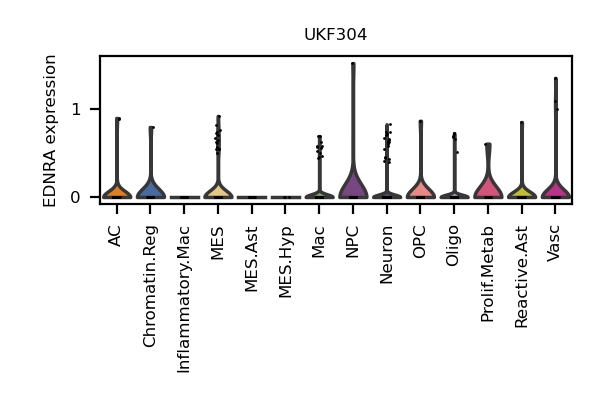 UKF304
EDNRA expression
1
0
AC
Chromatin.Reg
Inflammatory.Mac
MES
MES.Ast
MES.Hyp
Mac
NPC
Neuron
OPC
Oligo
Prolif.Metab
Reactive.Ast
Vasc